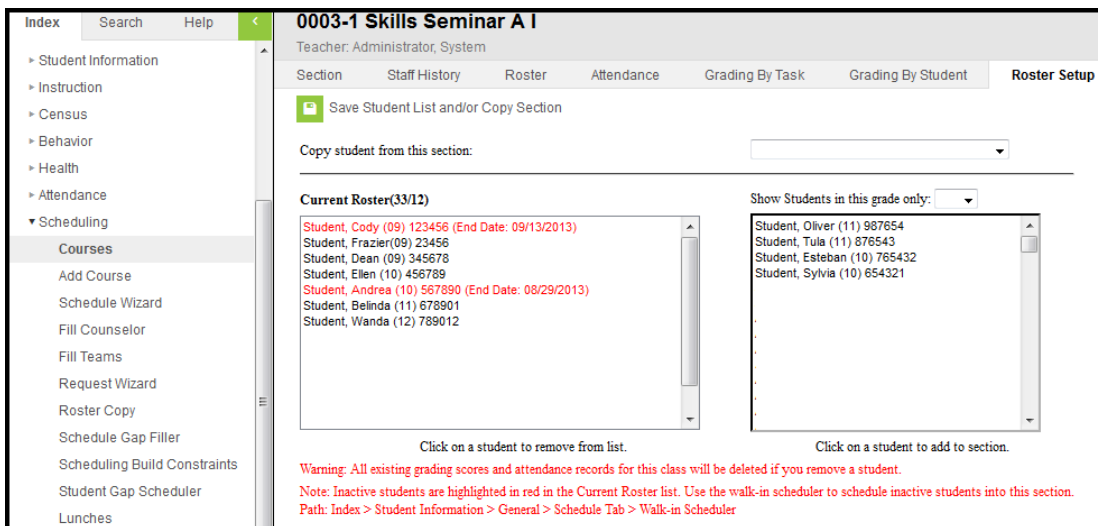 Index
Search
Help
<
Student Information
Instruction
Census
Behavior
Health
Attendance
Scheduling
Courses
Add Course
Schedule Wizard
Fill Counselor
Fill Teams
Request Wizard
Roster Copy
Schedule Gap Filler
Scheduling Build Constraints
Student Gap Scheduler
Lunches
0003-1 Skills Seminar A I
Teacher: Administrator, System
Section
Staff History
Roster
Attendance
Grading By Task
Grading By Student
Roster Setup
Save Student List and/or Copy Section
Copy student from this section:
Current Roster(33/12)
Student, Cody (09) 123456 (End Date: 09/13/2013)
Student, Frazier(09) 23456
Student, Dean (09) 345678
Student, Ellen (10) 456789
Student, Andrea (10) 567890 (End Date: 08/29/2013)
Student, Belinda (11) 678901
Student, Wanda (12) 789012
Click on a student to remove from list.
Show Students in this grade only:
Student, Oliver (11) 987654
Student, Tula (11) 876543
Student, Esteban (10) 765432
Student, Sylvia (10) 654321
Click on a student to add to section.
Warning: All existing grading scores and attendance records for this class will be deleted if you remove a student.
Note: Inactive students are highlighted in red in the Current Roster list. Use the walk-in scheduler to schedule inactive students into this section.
Path: Index > Student Information > General > Schedule Tab > Walk-in Scheduler